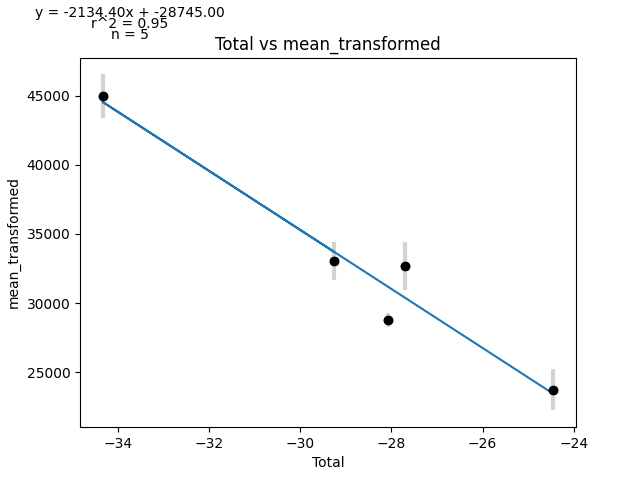 y = -2134.40x + -28745.00
r^2 = 0.95
n = 5
Total vs mean_transformed
45000
40000
35000
30000
25000
mean_transformed
−34
−32
−30
−28
−26
−24
Total